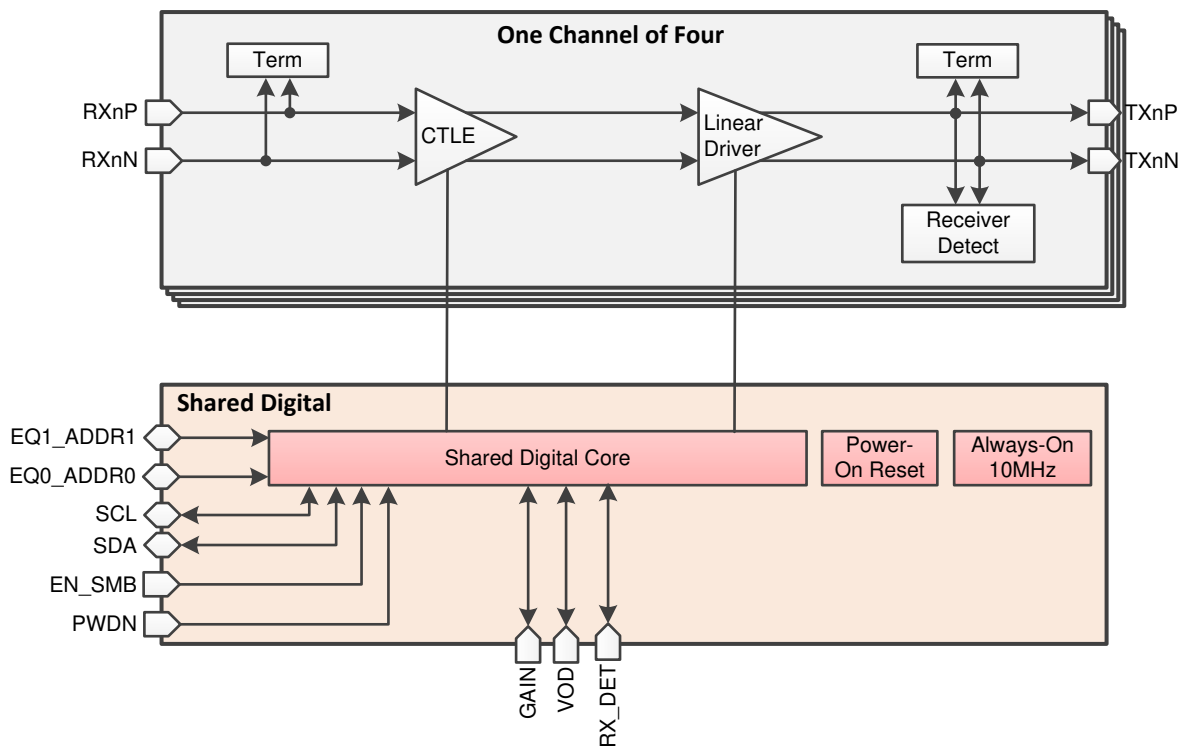 One Channel of Four
Term
Term
RXnP
TXnP
CTLE
Linear
Driver
RXnN
TXnN
Receiver
Detect
Shared Digital
EQ1_ADDR1
Shared Digital Core
Power-
On Reset
Always-On
10MHz
EQ0_ADDR0
SCL
SDA
EN_SMB
PWDN
GAIN
VOD
RX_DET